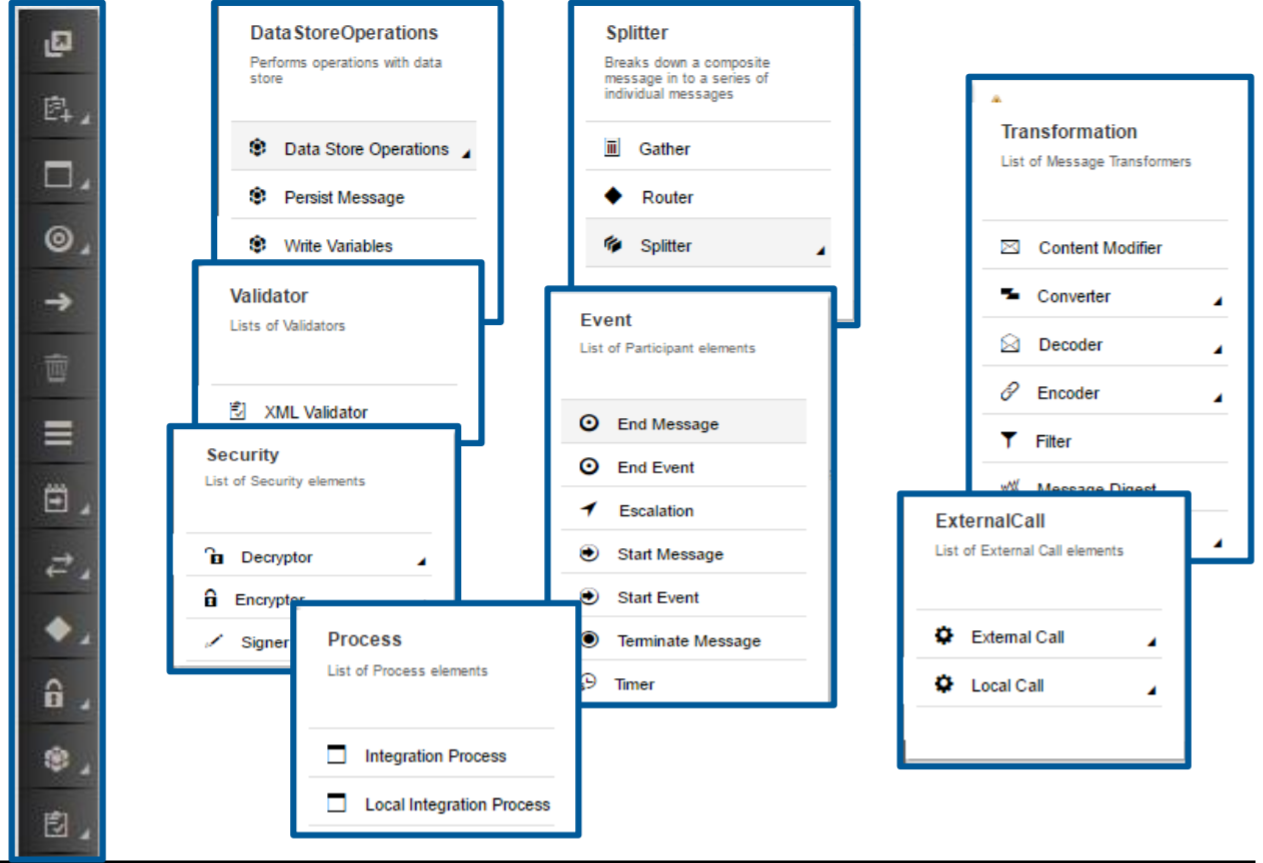 DataStoreOperations
Performs operations with data
store
Data Store Operations
Persist Message
Write Variables
Splitter
Breaks down a composite
message in to a series of
individual messages
Gather
Router
Splitter
Transformation
List of Message Transformers
Content Modifier
Converter
Decoder
Encoder
Filter
Message Digest
Validator
Lists of Validators
XML Validator
Event
List of Participant elements
End Message
End Event
Escalation
Start Message
Start Event
Terminate Message
Timer
Security
List of Security elements
Decryptor
Encryptor
Signer
Process
List of Process elements
Integration Process
Local Integration Process
ExternalCall
List of External Call elements
External Call
Local Call